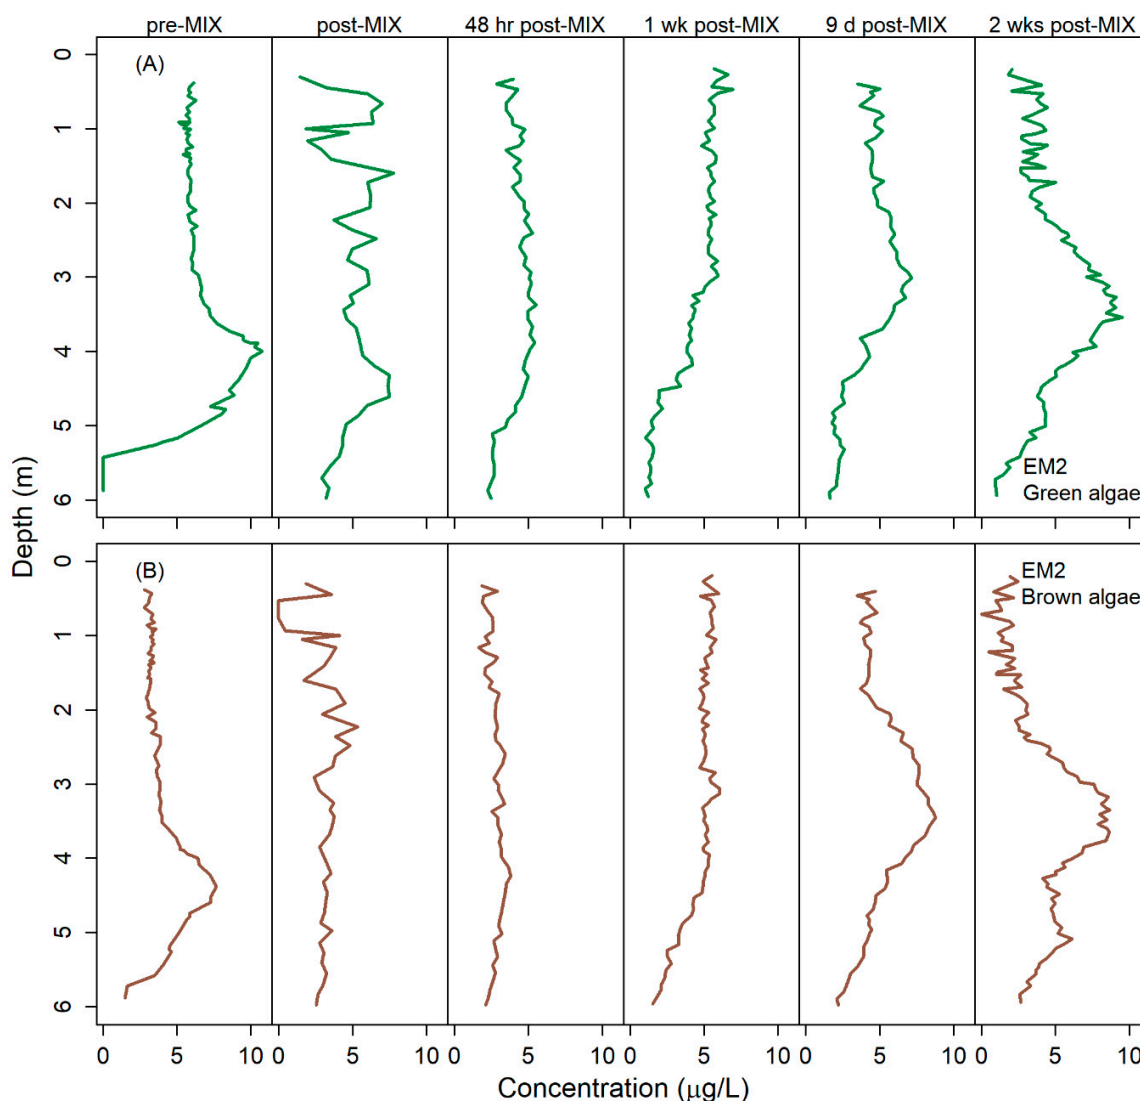 pre-MIX post-MIX 48 hr post-MIX 1 wk post-MIX 9 d post-MIX 2 wks post-MIX
(A)
0
1
2
3
4
5
6
EM2
Green algae
0 5 10
Depth (m)
(B)
EM2
Brown algae
0
1
2
3
4
5
6
0 5 10 0 5 10 0 5 10 0 5 10 0 5 10 0 5 10
Concentration (μg/L)